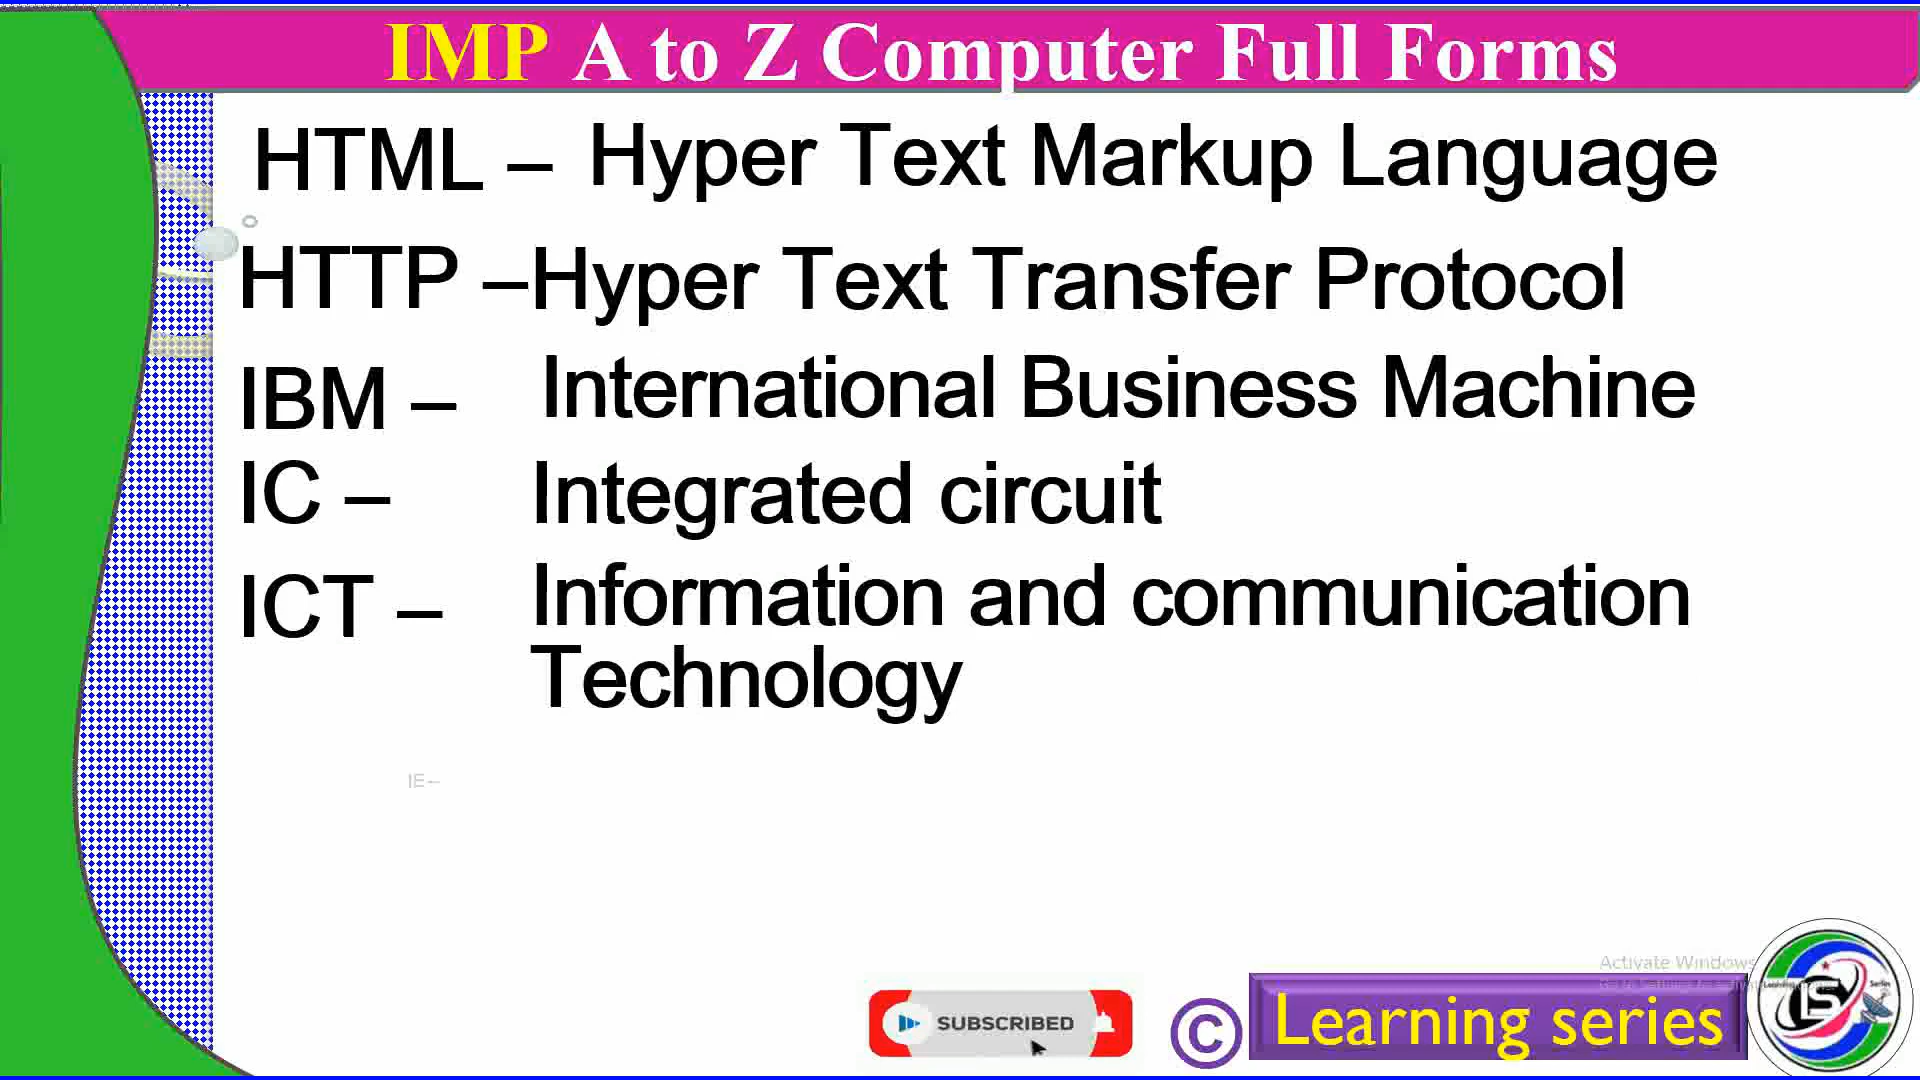 IMP A to Z Computer Full Forms
HTML – Hyper Text Markup Language
HTTP –Hyper Text Transfer Protocol
IBM – International Business Machine
IC – Integrated circuit
ICT – Information and communication
Technology
IE–
Activate Windows
SUBSCRIBED
© Learning series